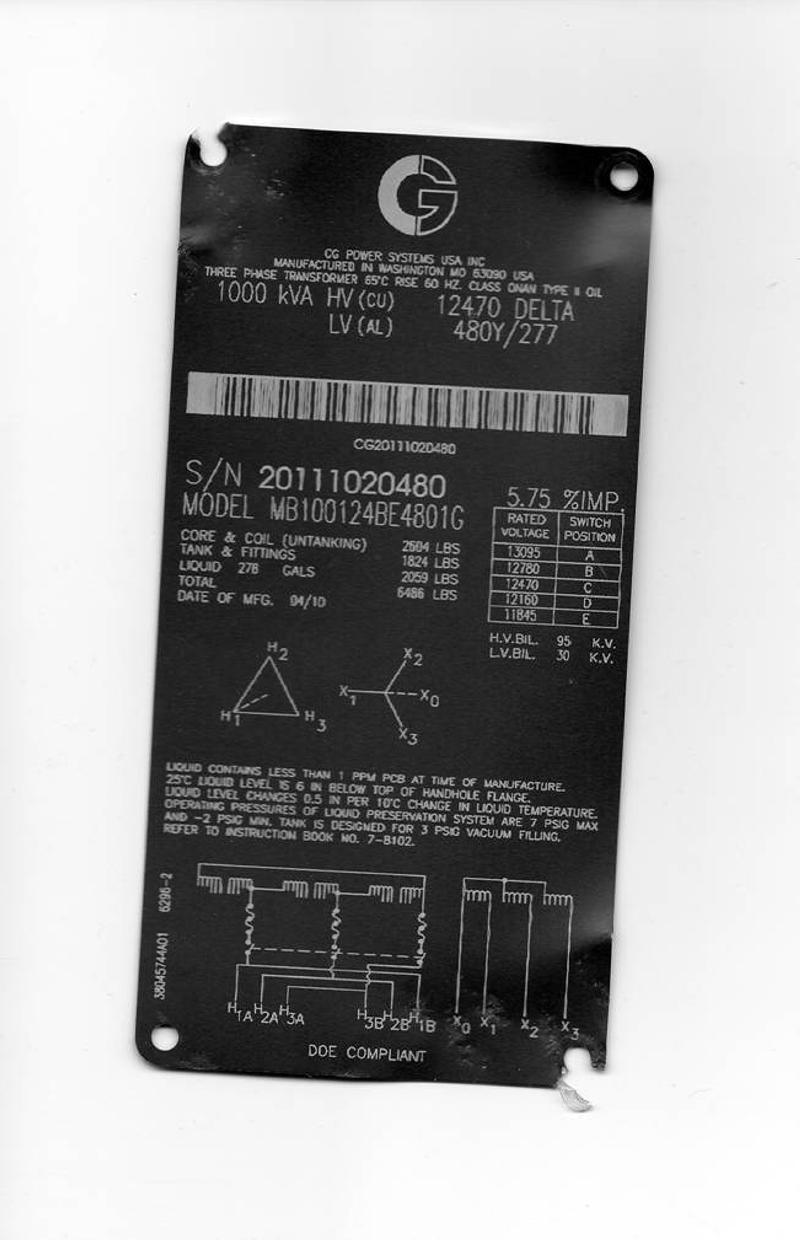 CG POWER SYSTEMS USA INC
MANUFACTURED IN WASHINGTON MO 63090 USA
THREE PHASE TRANSFORMER 65°C RISE 60 HZ. CLASS ONAN TYPE II OIL
1000 kVA HV (CU) 12470 DELTA
LV (AL) 480Y/277
CG20111020480
S/N 20111020480
MODEL MB100124BE4801G
CORE & COIL (UNTANKING) 2604 LBS
TANK & FITTINGS 1824 LBS
LIQUID 278 GALS 2059 LBS
TOTAL 6486 LBS
DATE OF MFG. 04/10
5.75 %IMP.
RATED VOLTAGE SWITCH POSITION
13095 A
12780 B
12470 C
12160 D
11845 E
H.V.BIL. 95 K.V.
L.V.BIL. 30 K.V.
H2
H1 H3
X2
X1 X0
X3
LIQUID CONTAINS LESS THAN 1 PPM PCB AT TIME OF MANUFACTURE.
25°C LIQUID LEVEL IS 6 IN BELOW TOP OF HANDHOLE FLANGE.
LIQUID LEVEL CHANGES 0.5 IN PER 10°C CHANGE IN LIQUID TEMPERATURE.
OPERATING PRESSURES OF LIQUID PRESERVATION SYSTEM ARE 7 PSIG MAX
AND -2 PSIG MIN. TANK IS DESIGNED FOR 3 PSIG VACUUM FILLING.
REFER TO INSTRUCTION BOOK NO. 7-8102.
38045744A01 6296-2
H1A H2A H3A H3B H2B H1B X0 X1 X2 X3
DOE COMPLIANT